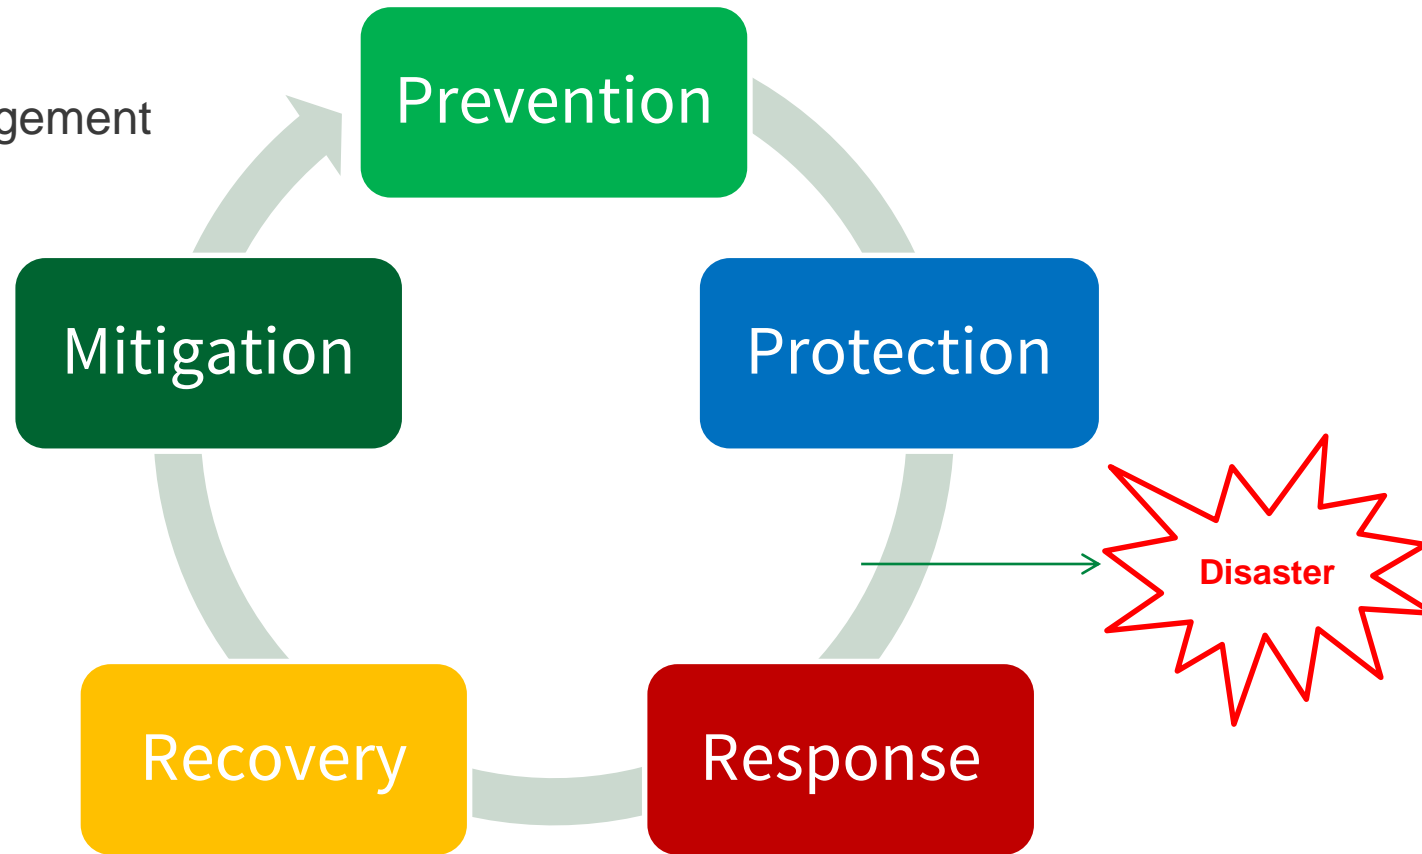 Prevention
gement
Mitigation
Protection
Disaster
Recovery
Response